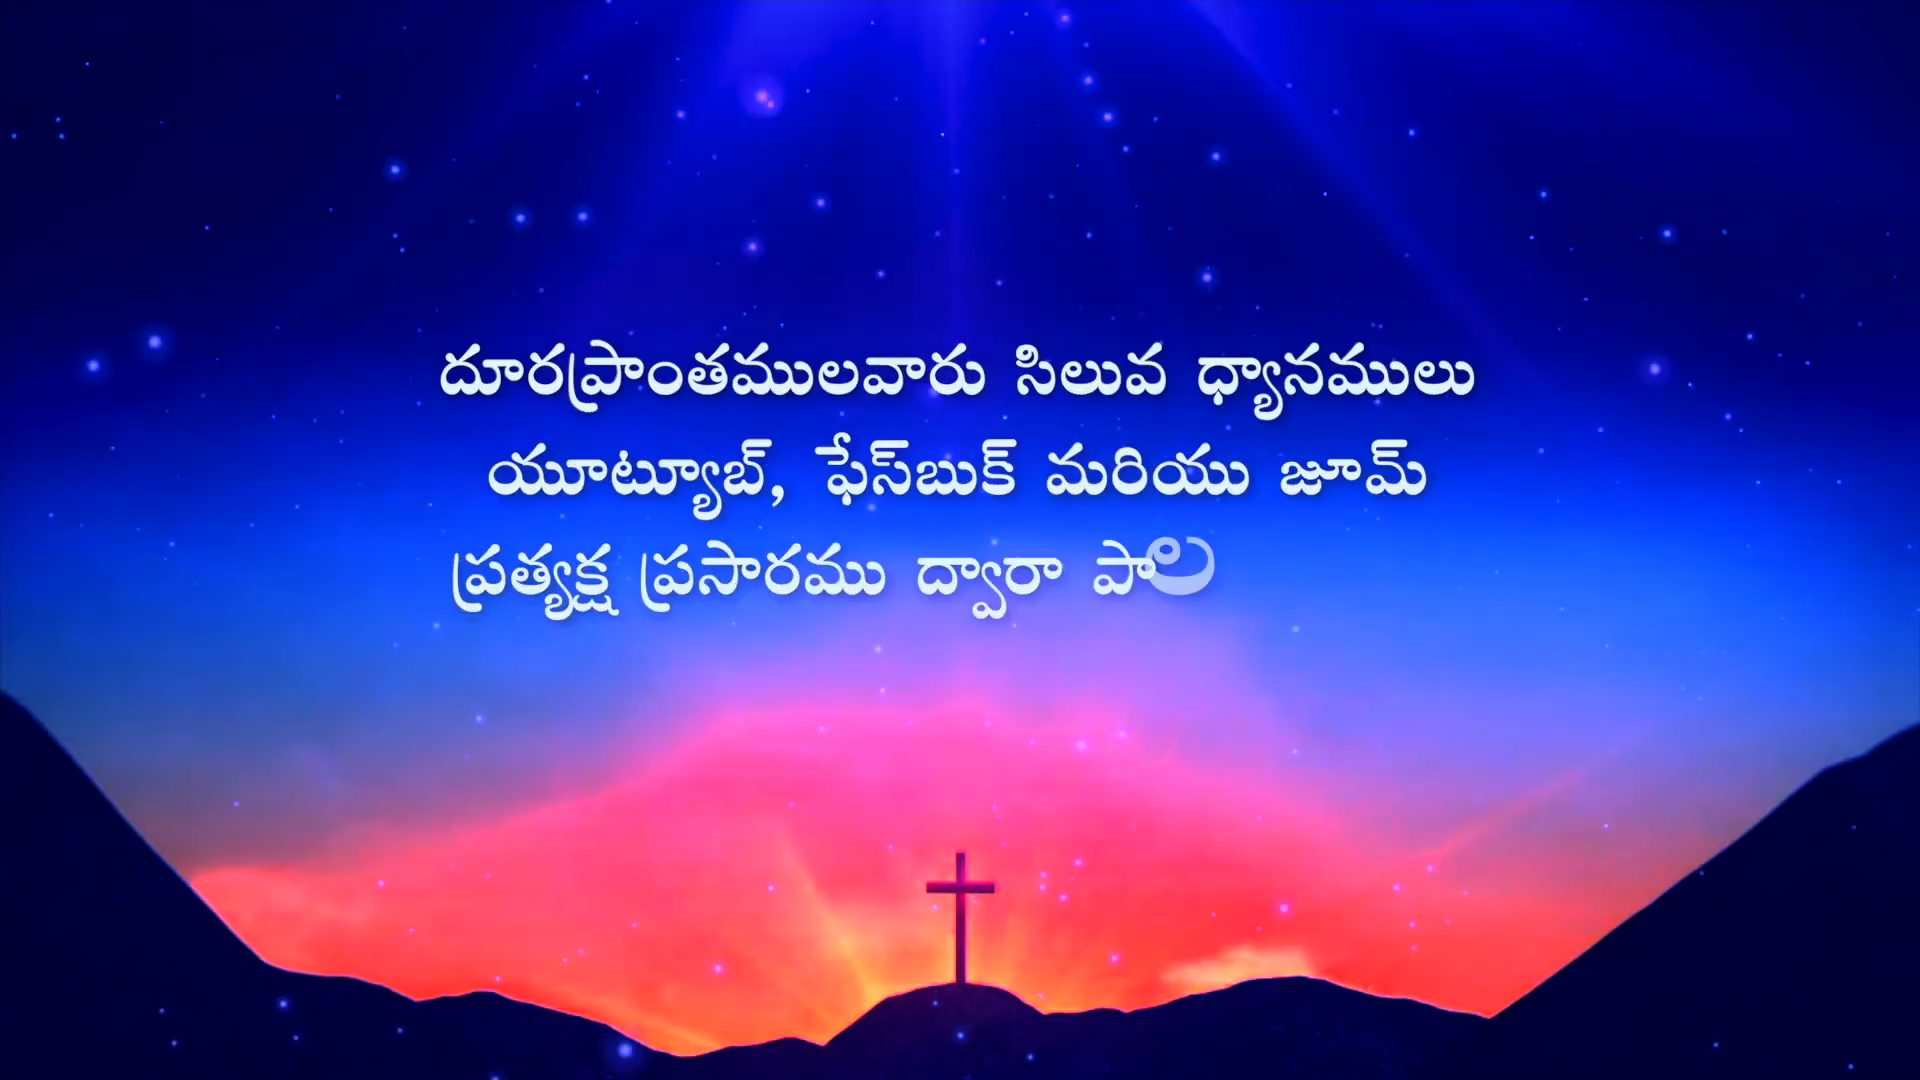 దూరప్రాంతములవారు సిలువ ధ్యానములు
యూట్యూబ్, ఫేస్‌బుక్ మరియు జూమ్
ప్రత్యక్ష ప్రసారము ద్వారా పాల